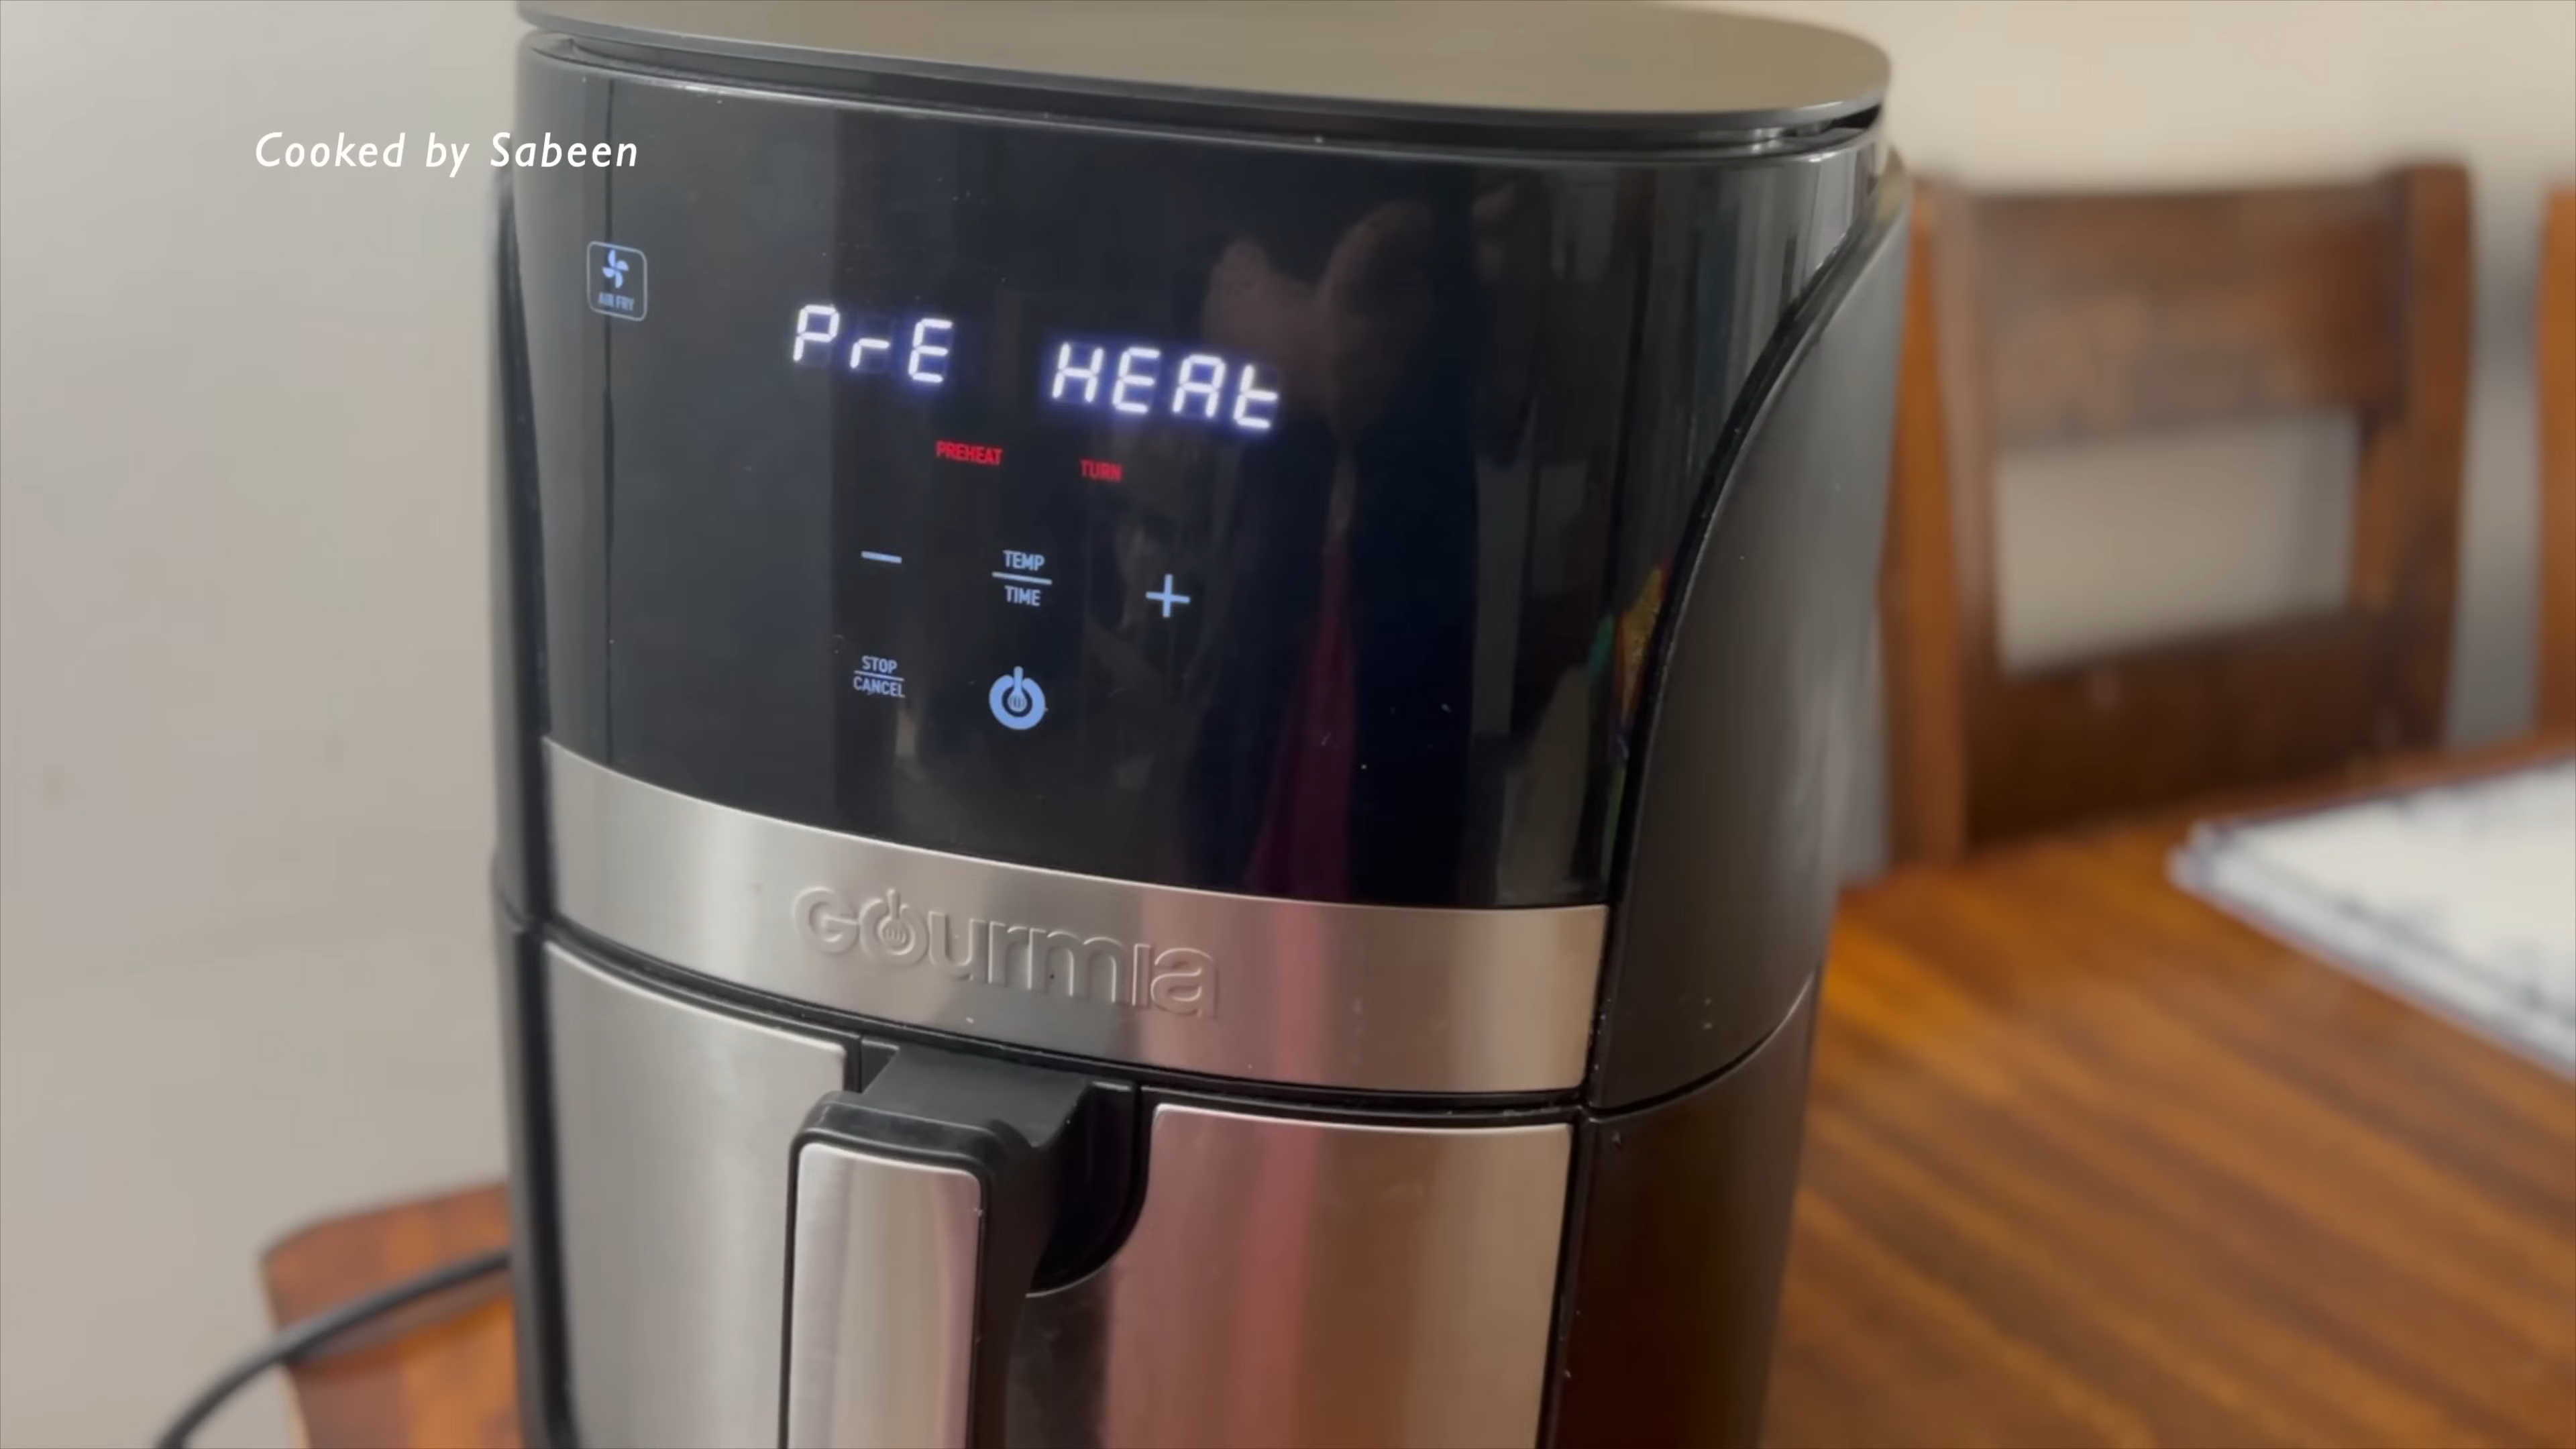 Cooked by Sabeen
AIR FRY
PrE HEAt
PREHEAT TURN
TEMP
TIME
STOP
CANCEL
Gourmia